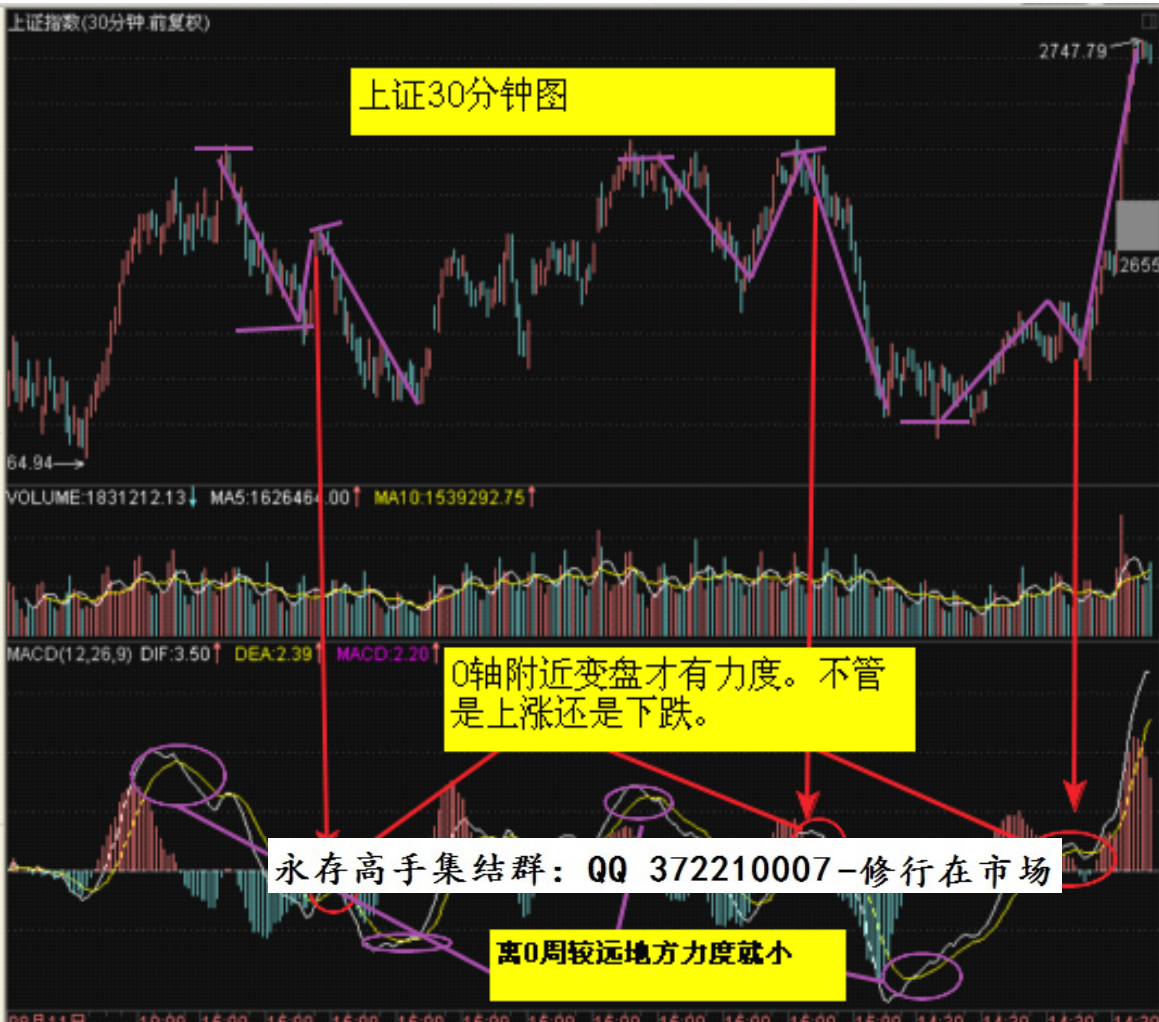 上证指数(30分钟.前复权)
2747.79
上证30分钟图
2655
64.94
VOLUME:1831212.13↓ MA5:1626464.00↑ MA10:1539292.75↑
MACD(12,26,9) DIF:3.50↑ DEA:2.39↑ MACD:2.20↑
0轴附近变盘才有力度。不管
是上涨还是下跌。
永存高手集结群：QQ 372210007-修行在市场
离0周较远地方力度就小